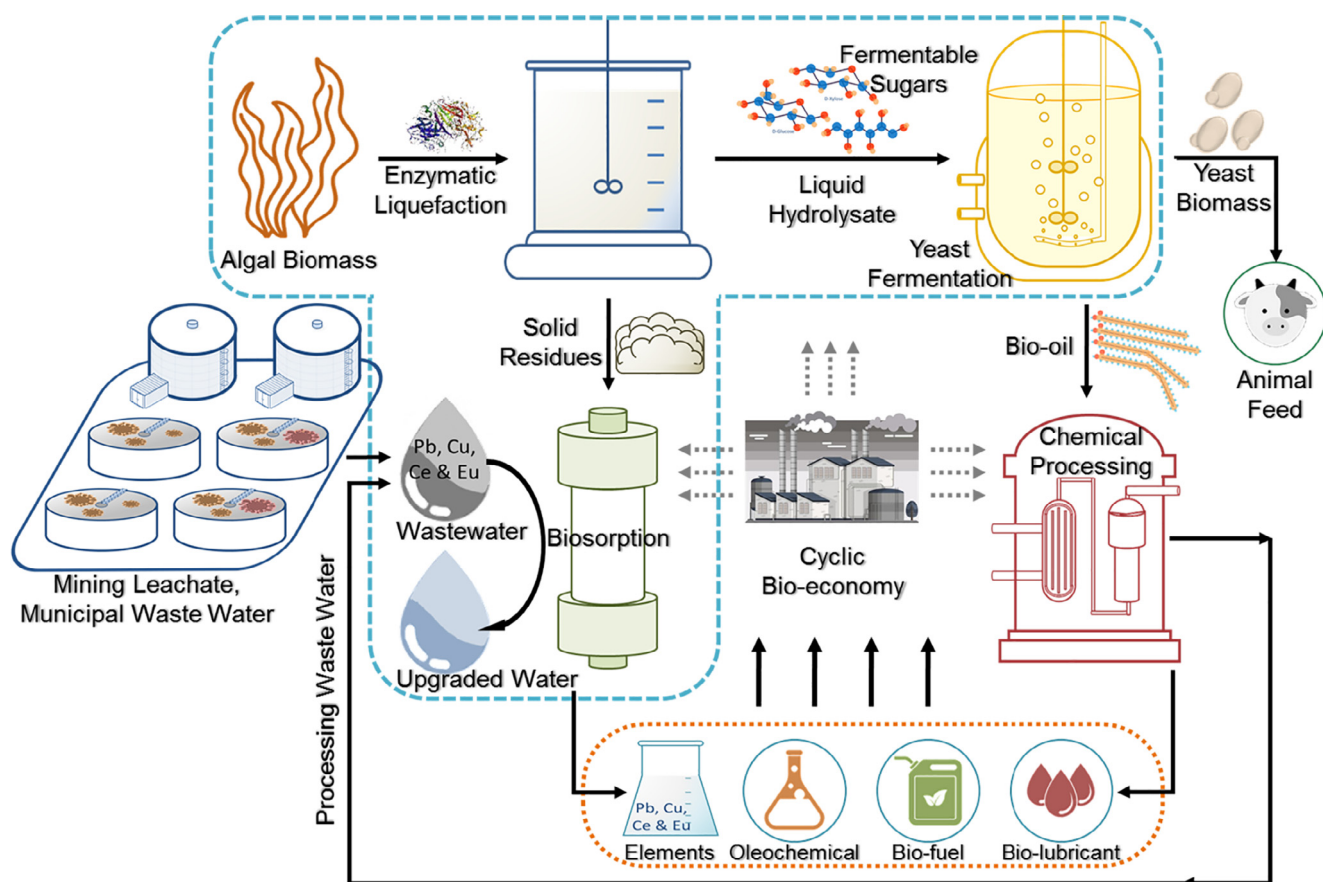 Fermentable
Sugars
D-Xylose
D-Glucose
Enzymatic
Liquefaction
Algal Biomass
Liquid
Hydrolysate
Yeast
Fermentation
Yeast
Biomass
Animal
Feed
Solid
Residues
Bio-oil
Chemical
Processing
Pb, Cu,
Ce & Eu
Wastewater
Biosorption
Upgraded Water
Cyclic
Bio-economy
Mining Leachate,
Municipal Waste Water
Processing Waste Water
Pb, Cu,
Ce & Eu
Elements
Oleochemical
Bio-fuel
Bio-lubricant